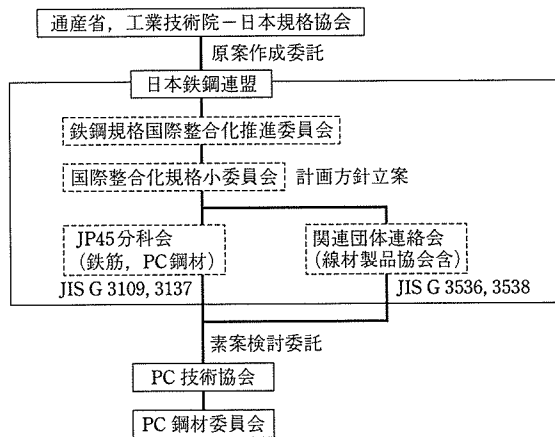 通産省，工業技術院－日本規格協会
原案作成委託
日本鉄鋼連盟
鉄鋼規格国際整合化推進委員会
国際整合化規格小委員会 計画方針立案
JP45分科会
(鉄筋，PC鋼材)
関連団体連絡会
(線材製品協会含)
JIS G 3109, 3137
JIS G 3536, 3538
素案検討委託
PC 技術協会
PC 鋼材委員会